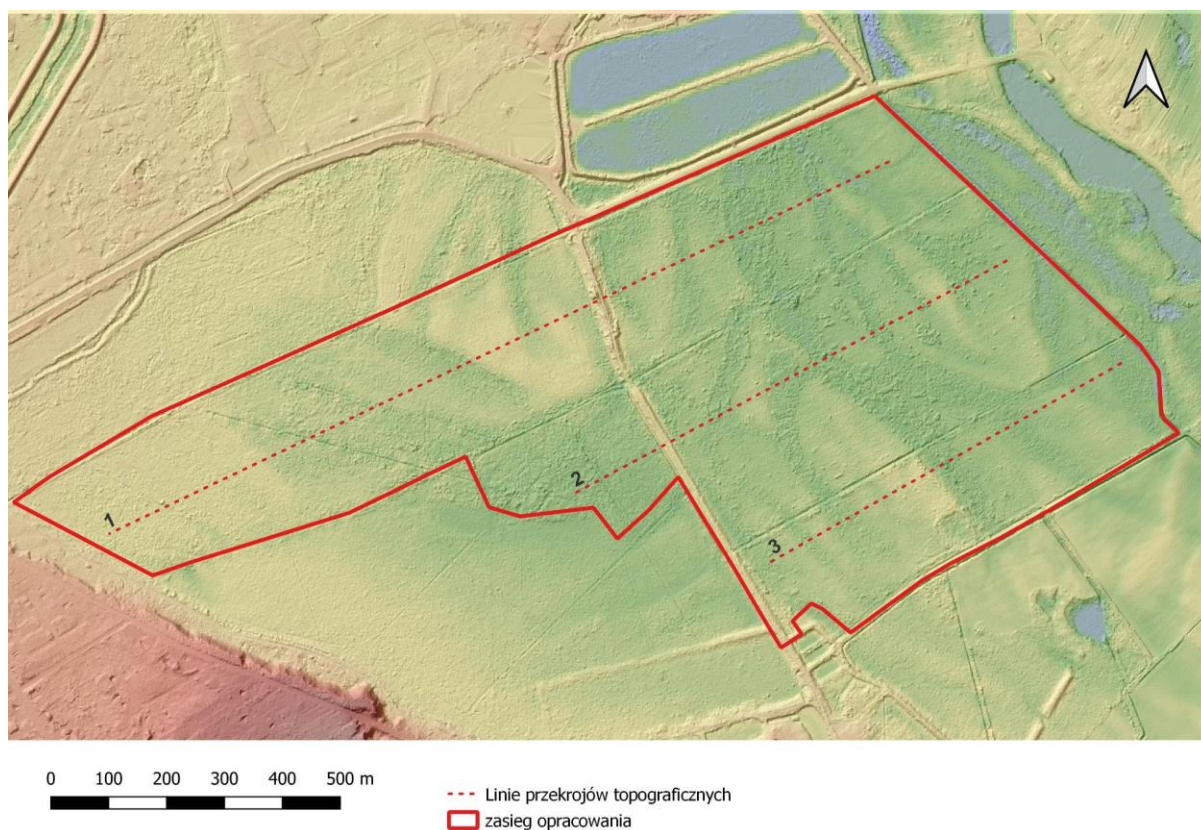 1
2
3
0 100 200 300 400 500 m
Linie przekrojów topograficznych
zasieg opracowania